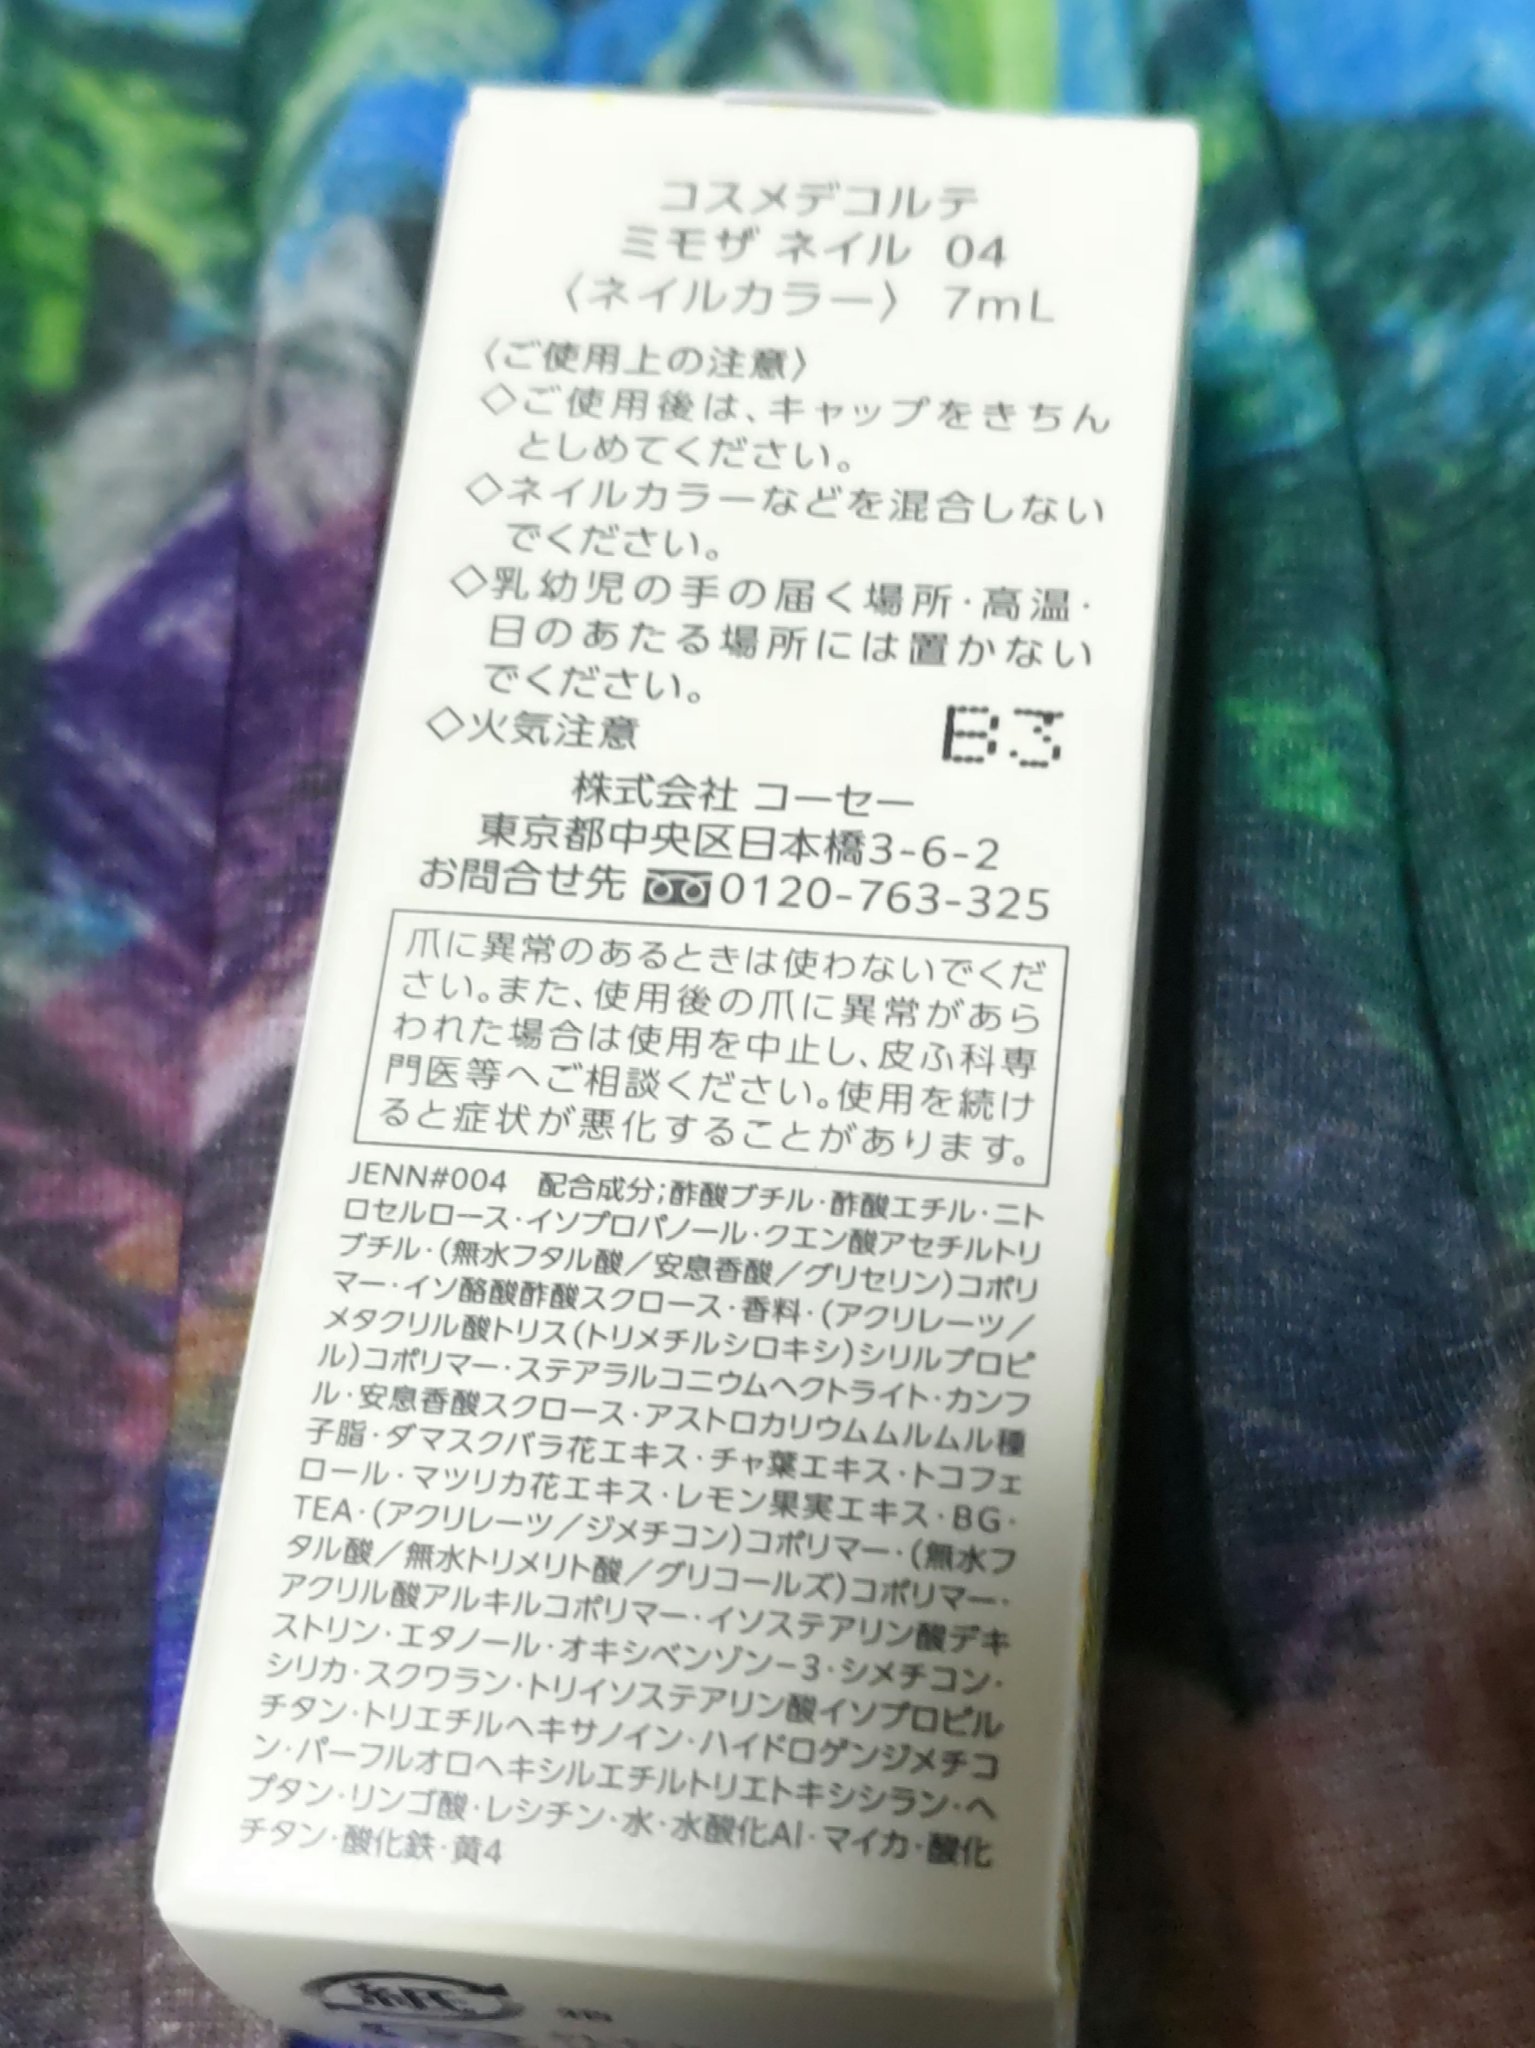 コスメデコルテ
ミモザ ネイル 04
〈ネイルカラー〉 7mL
〈ご使用上の注意〉
◇ご使用後は、キャップをきちん
としめてください。
◇ネイルカラーなどを混合しない
でください。
◇乳幼児の手の届く場所・高温・
日のあたる場所には置かない
でください。
◇火気注意
B3
株式会社 コーセー
東京都中央区日本橋3-6-2
お問合せ先 0120-763-325
爪に異常のあるときは使わないでくだ
さい。また、使用後の爪に異常があら
われた場合は使用を中止し、皮ふ科専
門医等へご相談ください。使用を続け
ると症状が悪化することがあります。
JENN#004 配合成分;酢酸ブチル・酢酸エチル・ニト
ロセルロース・イソプロパノール・クエン酸アセチルトリ
ブチル・(無水フタル酸/安息香酸/グリセリン)コポリ
マー・イソ酪酸酢酸スクロース・香料・(アクリレーツ/
メタクリル酸トリス(トリメチルシロキシ)シリルプロピ
ル)コポリマー・ステアラルコニウムヘクトライト・カンフ
ル・安息香酸スクロース・アストロカリウムムルムル種
子脂・ダマスクバラ花エキス・チャ葉エキス・トコフェ
ロール・マツリカ花エキス・レモン果実エキス・BG・
TEA・(アクリレーツ/ジメチコン)コポリマー・(無水フ
タル酸/無水トリメリト酸/グリコールズ)コポリマー・
アクリル酸アルキルコポリマー・イソステアリン酸デキ
ストリン・エタノール・オキシベンゾン-3・シメチコン・
シリカ・スクワラン・トリイソステアリン酸イソプロピル
チタン・トリエチルヘキサノイン・ハイドロゲンジメチコ
ン・パーフルオロヘキシルエチルトリエトキシシラン・ヘ
プタン・リンゴ酸・レシチン・水・水酸化Al・マイカ・酸化
チタン・酸化鉄・黄4
紙 箱